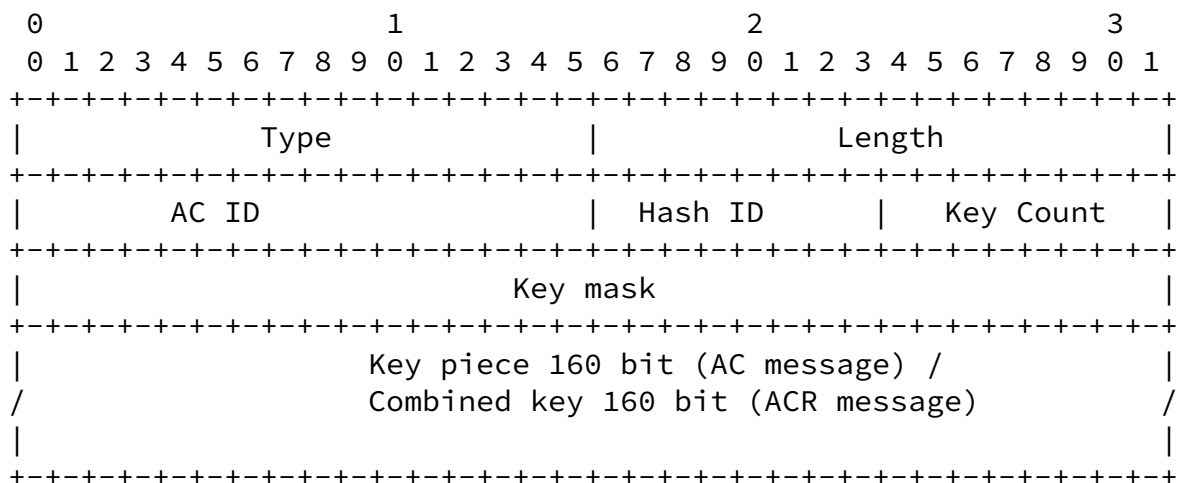 0                   1                   2                   3
 0 1 2 3 4 5 6 7 8 9 0 1 2 3 4 5 6 7 8 9 0 1 2 3 4 5 6 7 8 9 0 1
+-+-+-+-+-+-+-+-+-+-+-+-+-+-+-+-+-+-+-+-+-+-+-+-+-+-+-+-+-+-+-+-+
|             Type              |             Length            |
+-+-+-+-+-+-+-+-+-+-+-+-+-+-+-+-+-+-+-+-+-+-+-+-+-+-+-+-+-+-+-+-+
|        AC ID                  |  Hash ID      |   Key Count   |
+-+-+-+-+-+-+-+-+-+-+-+-+-+-+-+-+-+-+-+-+-+-+-+-+-+-+-+-+-+-+-+-+
|                           Key mask                            |
+-+-+-+-+-+-+-+-+-+-+-+-+-+-+-+-+-+-+-+-+-+-+-+-+-+-+-+-+-+-+-+-+
|                   Key piece 160 bit (AC message) /            |
/                   Combined key 160 bit (ACR message)          /
|                                                               |
+-+-+-+-+-+-+-+-+-+-+-+-+-+-+-+-+-+-+-+-+-+-+-+-+-+-+-+-+-+-+-+-+